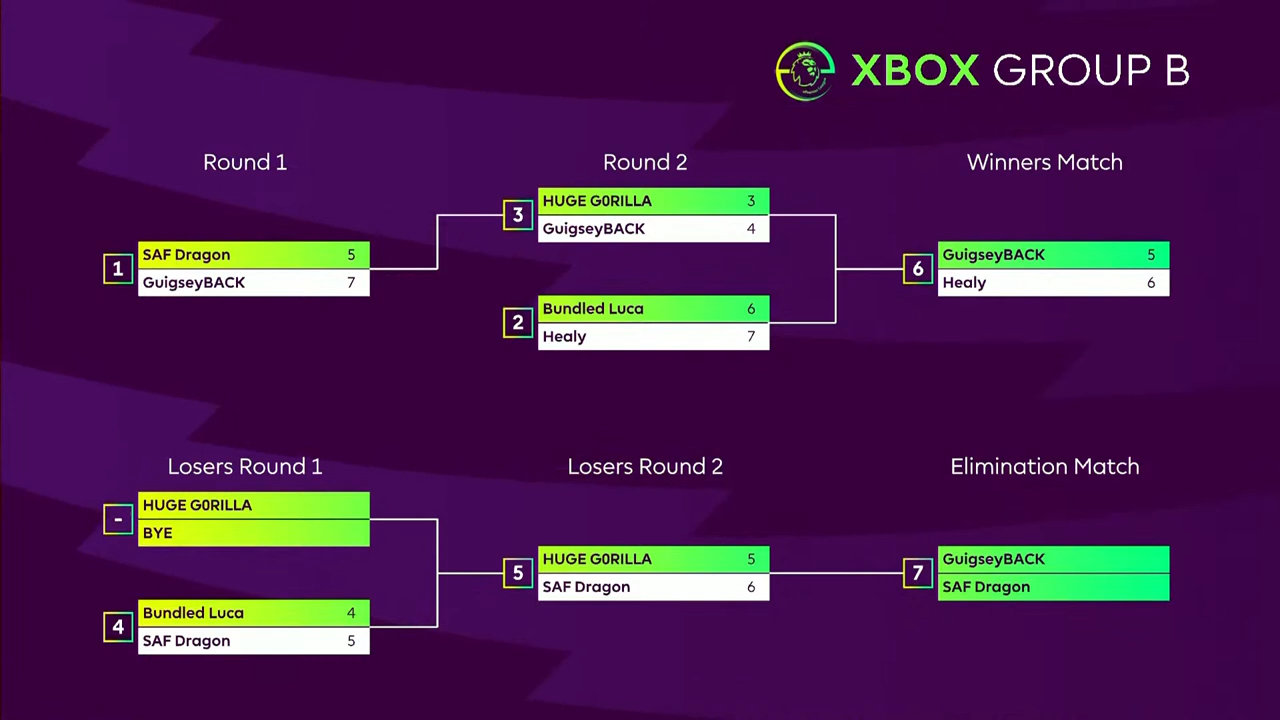 XBOX GROUP B
Round 1
Round 2
Winners Match
1
SAF Dragon 5
GuigseyBACK 7
3
HUGE G0RILLA 3
GuigseyBACK 4
2
Bundled Luca 6
Healy 7
6
GuigseyBACK 5
Healy 6
Losers Round 1
Losers Round 2
Elimination Match
-
HUGE G0RILLA
BYE
4
Bundled Luca 4
SAF Dragon 5
5
HUGE G0RILLA 5
SAF Dragon 6
7
GuigseyBACK
SAF Dragon